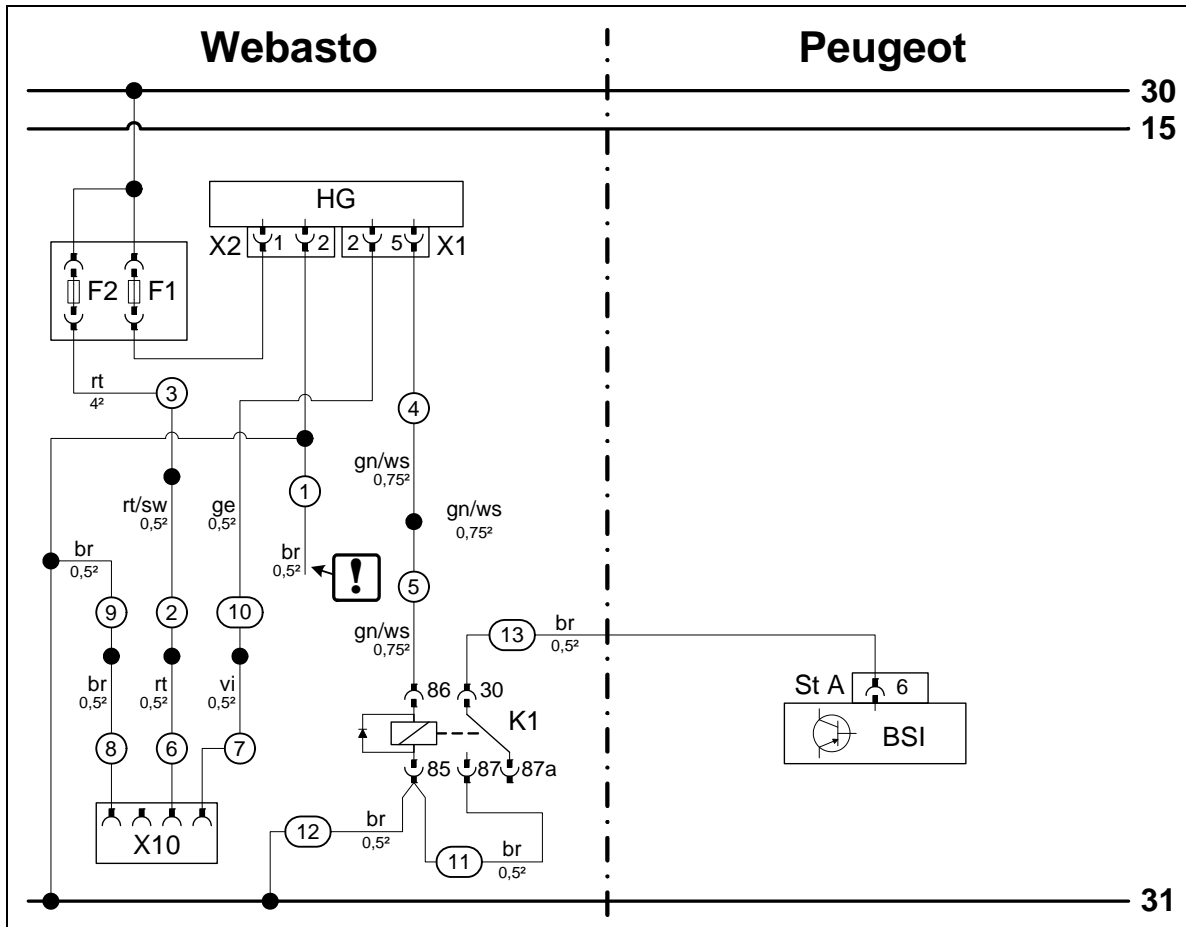 Webasto
Peugeot
30
15
HG
X2 1 2 2 5 X1
F2 F1
rt
4²
3
4
gn/ws
0,75²
1
rt/sw
0,5²
ge
0,5²
gn/ws
0,75²
br
0,5²
br
0,5²
!
5
9
2
10
gn/ws
0,75²
13
br
0,5²
br
0,5²
rt
0,5²
vi
0,5²
86
30
St A
6
K1
BSI
8
6
7
85
87
87a
X10
12
br
0,5²
11
br
0,5²
31